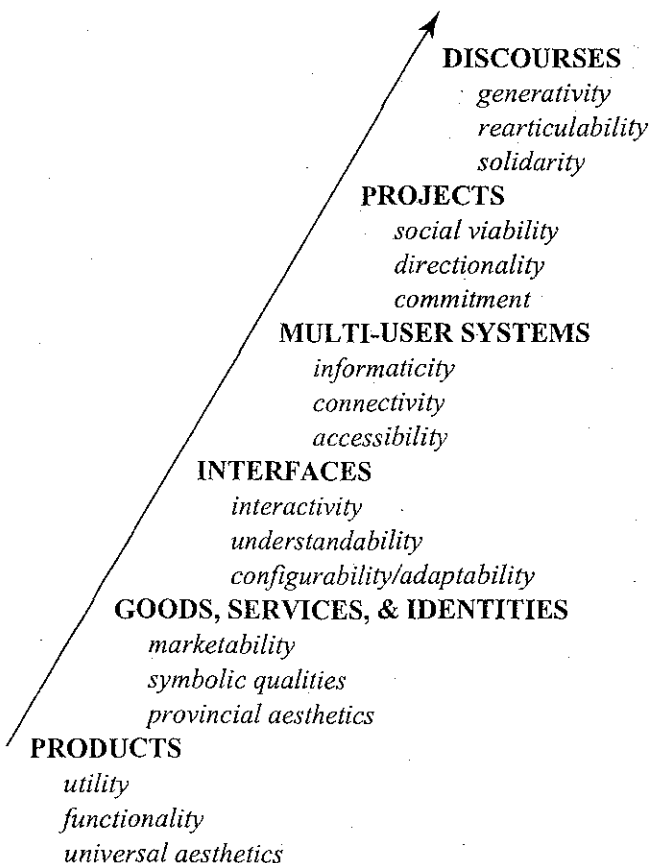 DISCOURSES
generativity
rearticulability
solidarity
PROJECTS
social viability
directionality
commitment
MULTI-USER SYSTEMS
informaticity
connectivity
accessibility
INTERFACES
interactivity
understandability
configurability/adaptability
GOODS, SERVICES, & IDENTITIES
marketability
symbolic qualities
provincial aesthetics
PRODUCTS
utility
functionality
universal aesthetics